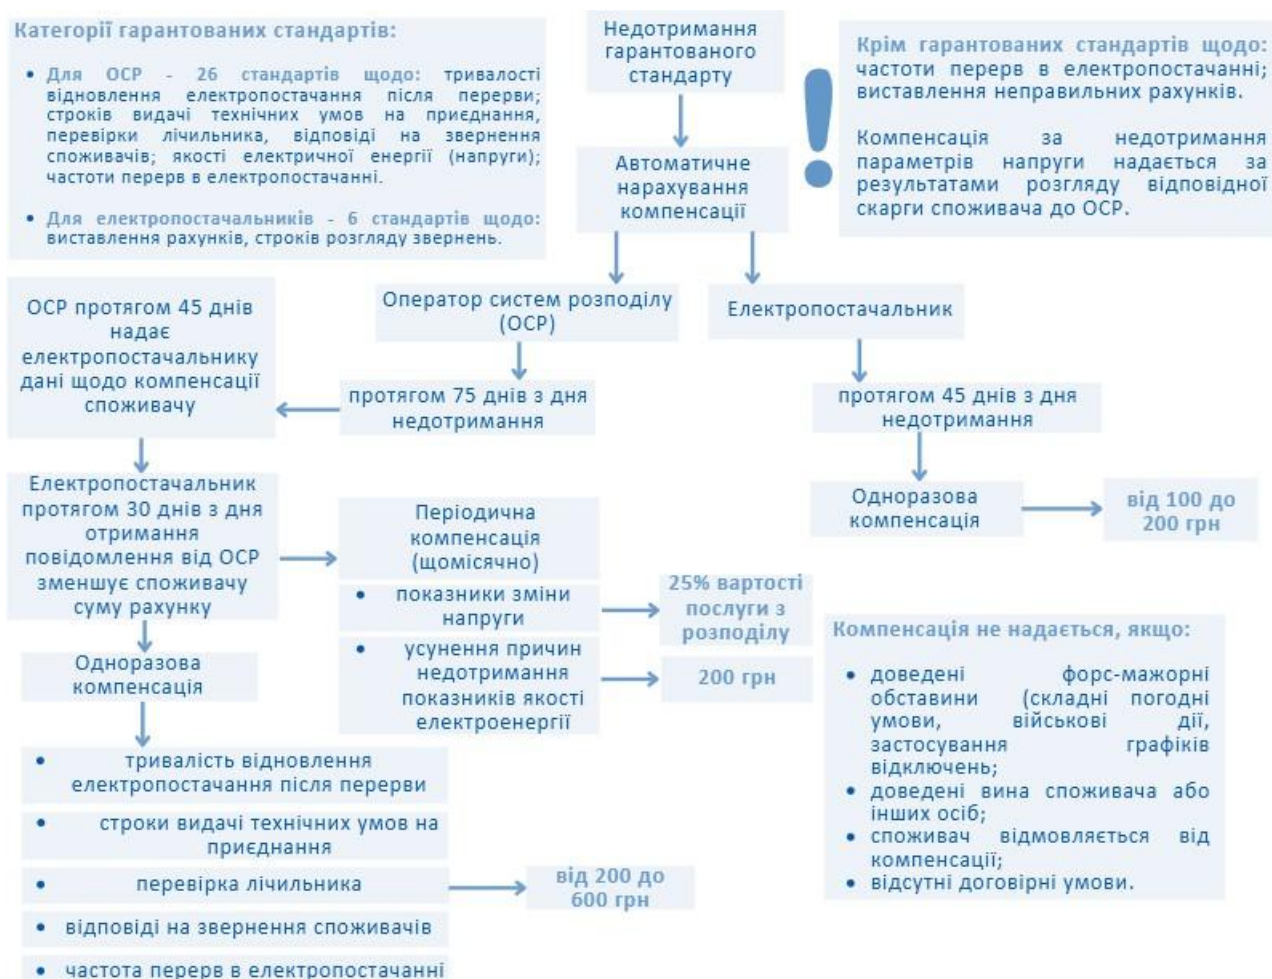 Категорії гарантованих стандартів:
• Для ОСР - 26 стандартів щодо: тривалості
відновлення електропостачання після перерви;
строків видачі технічних умов на приєднання,
перевірки лічильника, відповіді на звернення
споживачів; якості електричної енергії (напруги);
частоти перерв в електропостачанні.
• Для електропостачальників - 6 стандартів щодо:
виставлення рахунків, строків розгляду звернень.
Недотримання
гарантованого
стандарту
Автоматичне
нарахування
компенсації
!
Крім гарантованих стандартів щодо:
частоти перерв в електропостачанні;
виставлення неправильних рахунків.
Компенсація за недотримання
параметрів напруги надається за
результатами розгляду відповідної
скарги споживача до ОСР.
Оператор систем розподілу
(ОСР)
Електропостачальник
протягом 75 днів з дня
недотримання
протягом 45 днів з дня
недотримання
ОСР протягом 45 днів
надає
електропостачальнику
дані щодо компенсації
споживачу
Електропостачальник
протягом 30 днів з дня
отримання
повідомлення від ОСР
зменшує споживачу
суму рахунку
Періодична
компенсація
(щомісячно)
• показники зміни
напруги
• усунення причин
недотримання
показників якості
електроенергії
25% вартості
послуги з
розподілу
200 грн
Одноразова
компенсація
від 100 до
200 грн
Одноразова
компенсація
• тривалість відновлення
електропостачання після перерви
• строки видачі технічних умов на
приєднання
• перевірка лічильника
• відповіді на звернення споживачів
• частота перерв в електропостачанні
від 200 до
600 грн
Компенсація не надається, якщо:
• доведені форс-мажорні
обставини (складні погодні
умови, військові дії,
застосування графіків
відключень;
• доведені вина споживача або
інших осіб;
• споживач відмовляється від
компенсації;
• відсутні договірні умови.